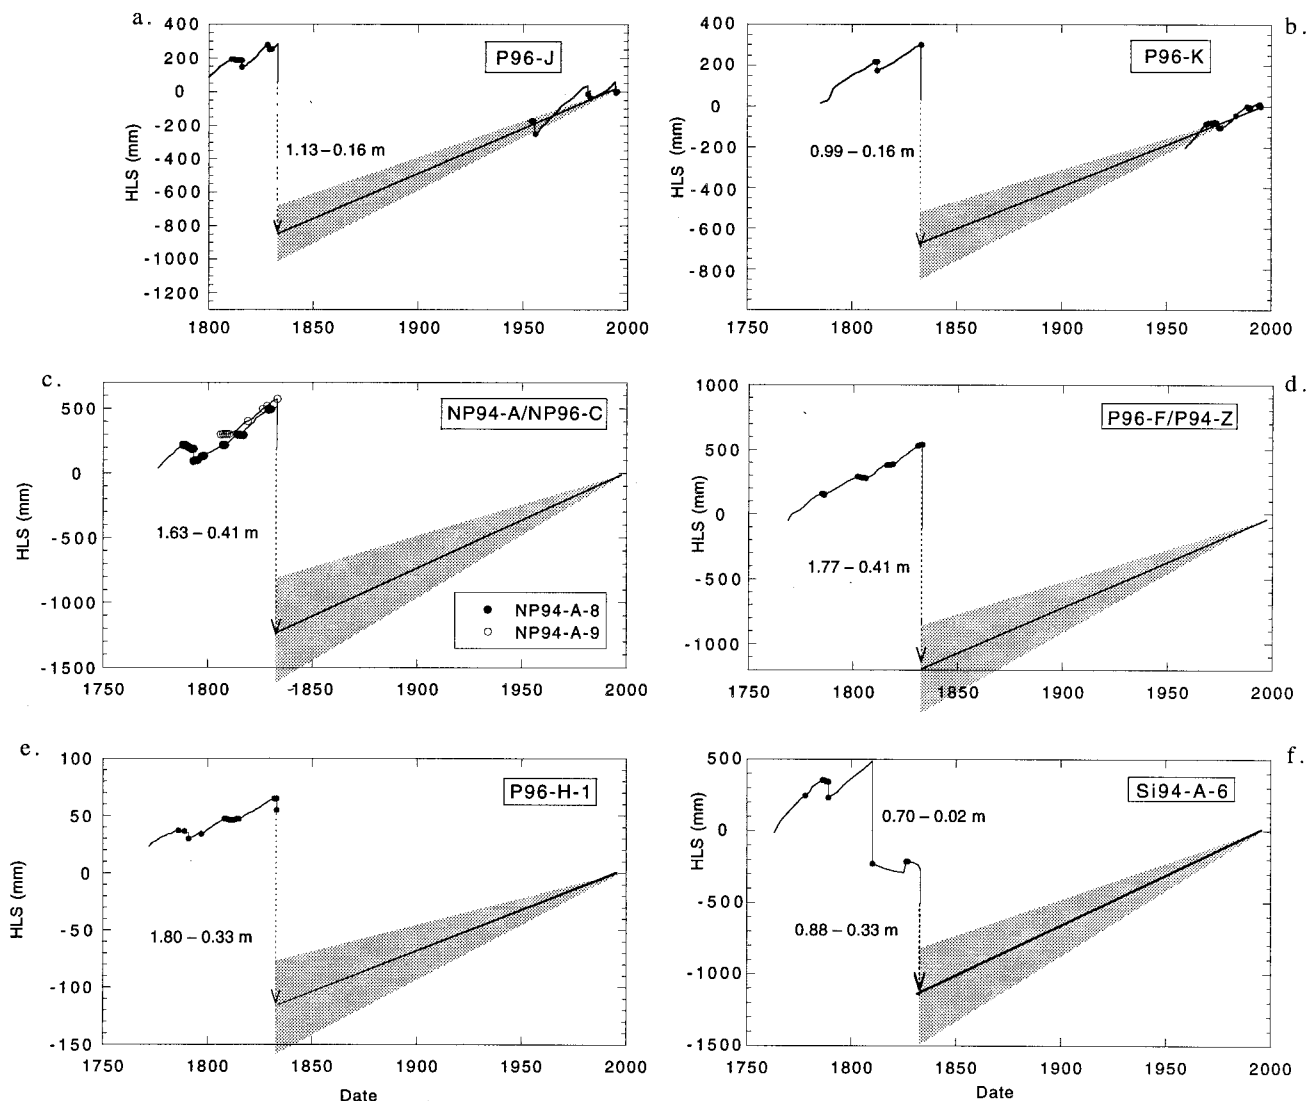 a.
400
200
0
-200
-400
-600
-800
-1000
-1200
HLS (mm)
P96-J
1.13 – 0.16 m
1800
1850
1900
1950
2000
b.
400
200
0
-200
-400
-600
-800
HLS (mm)
P96-K
0.99 – 0.16 m
1750
1800
1850
1900
1950
2000
c.
500
0
-500
-1000
-1500
HLS (mm)
NP94-A/NP96-C
1.63 – 0.41 m
NP94-A-8
NP94-A-9
1750
1800
1850
1900
1950
2000
d.
1000
500
0
-500
-1000
HLS (mm)
P96-F/P94-Z
1.77 – 0.41 m
1750
1800
1850
1900
1950
2000
e.
100
50
0
-50
-100
-150
HLS (mm)
P96-H-1
1.80 – 0.33 m
1750
1800
1850
1900
1950
2000
Date
f.
500
0
-500
-1000
-1500
HLS (mm)
Si94-A-6
0.70 – 0.02 m
0.88 – 0.33 m
1750
1800
1850
1900
1950
2000
Date